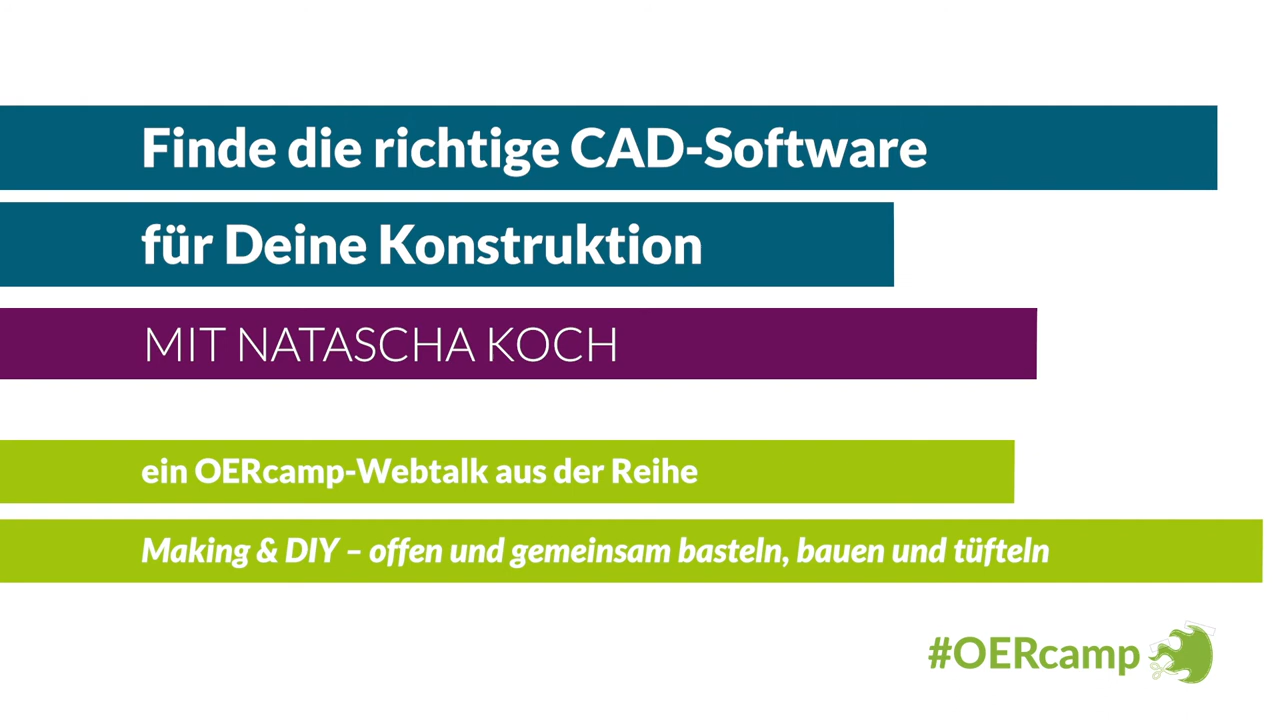 Finde die richtige CAD-Software
für Deine Konstruktion
MIT NATASCHA KOCH
ein OERcamp-Webtalk aus der Reihe
Making & DIY – offen und gemeinsam basteln, bauen und tüfteln
#OERcamp